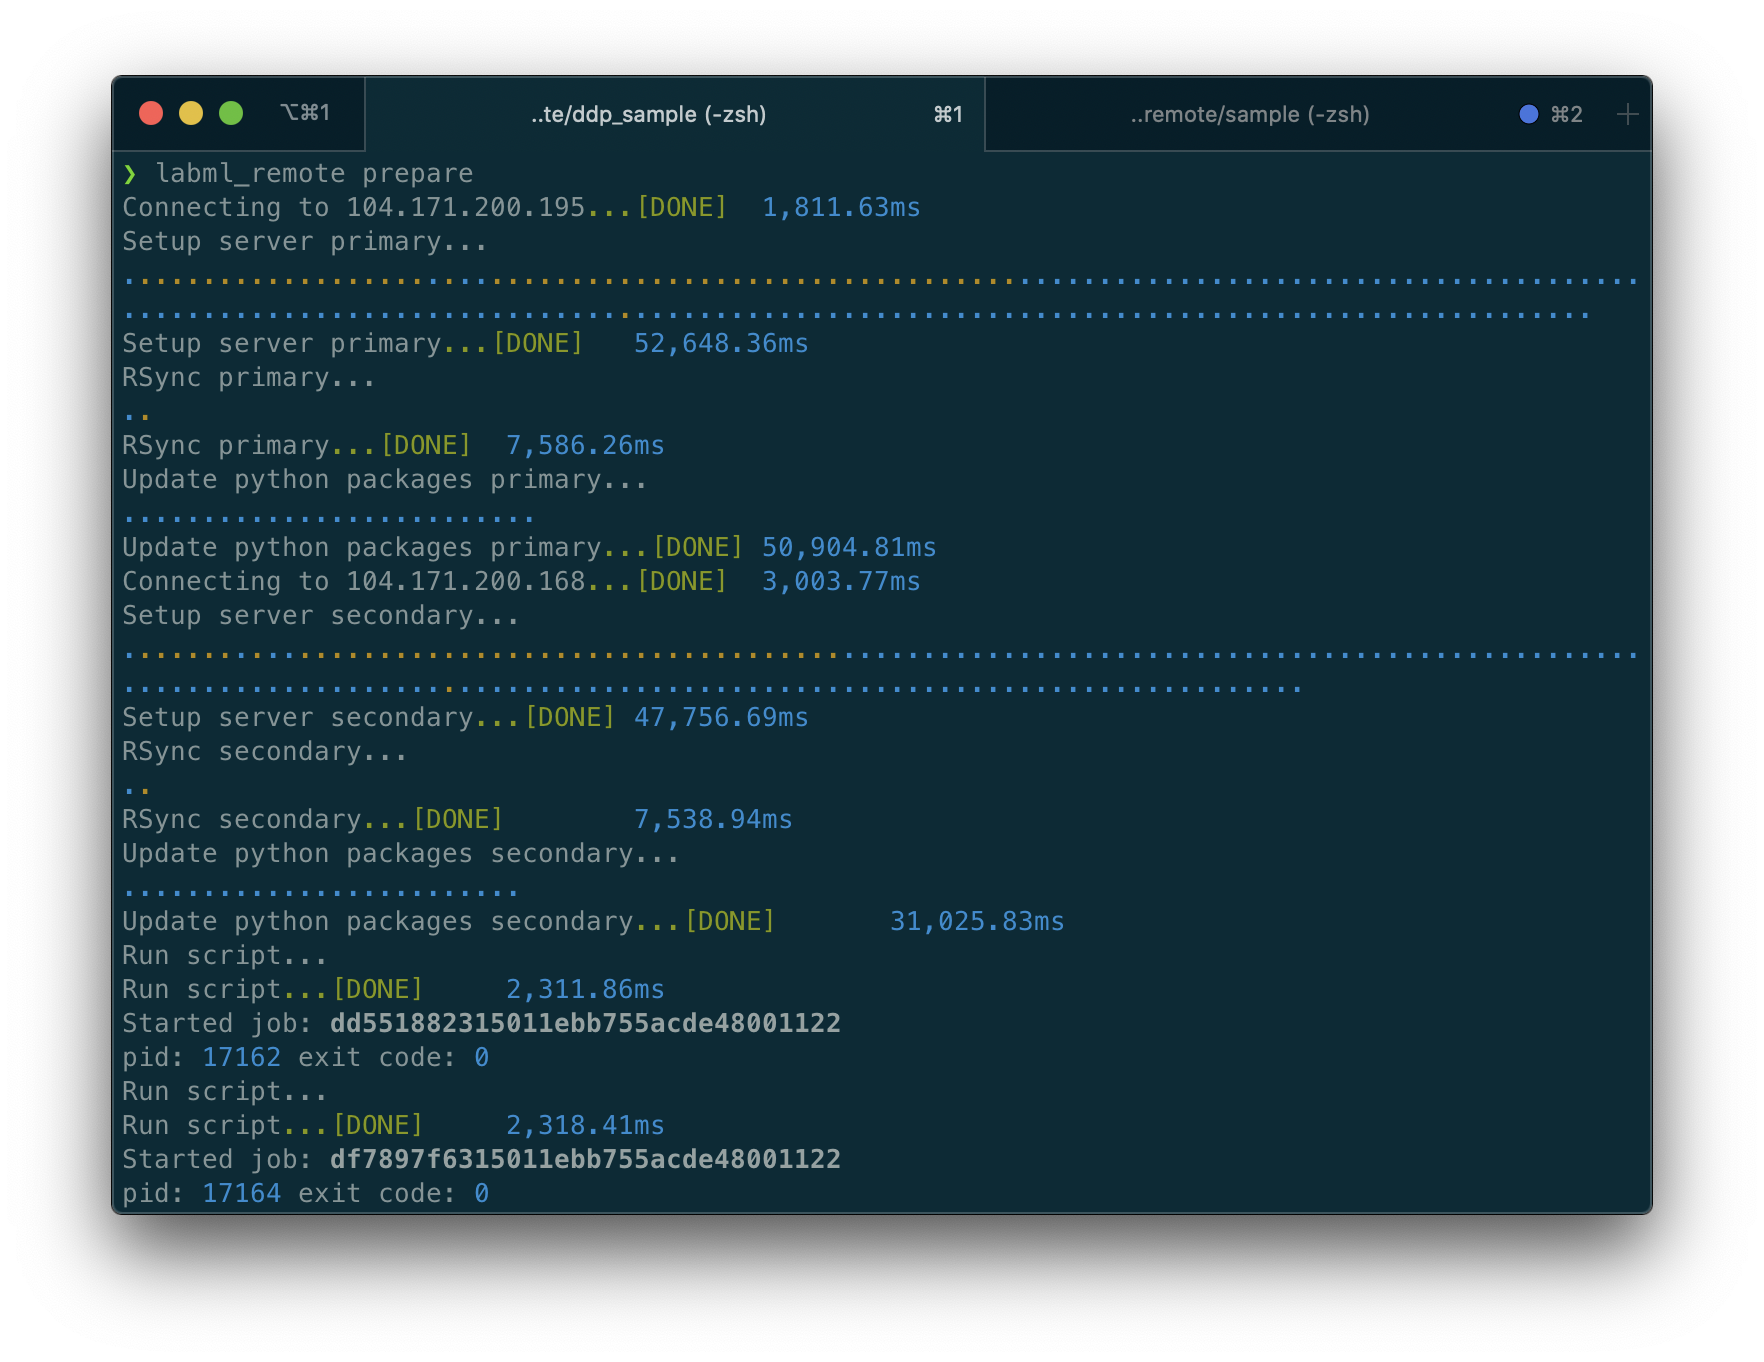 ⌥⌘1 ..te/ddp_sample (-zsh) ⌘1 ..remote/sample (-zsh) ⌘2 +
❯ labml_remote prepare
Connecting to 104.171.200.195...[DONE] 1,811.63ms
Setup server primary...
...............................................................................................
............................................................................................
Setup server primary...[DONE] 52,648.36ms
RSync primary...
..
RSync primary...[DONE] 7,586.26ms
Update python packages primary...
..........................
Update python packages primary...[DONE] 50,904.81ms
Connecting to 104.171.200.168...[DONE] 3,003.77ms
Setup server secondary...
...............................................................................................
..........................................................................
Setup server secondary...[DONE] 47,756.69ms
RSync secondary...
..
RSync secondary...[DONE] 7,538.94ms
Update python packages secondary...
.........................
Update python packages secondary...[DONE] 31,025.83ms
Run script...
Run script...[DONE] 2,311.86ms
Started job: dd551882315011ebb755acde48001122
pid: 17162 exit code: 0
Run script...
Run script...[DONE] 2,318.41ms
Started job: df7897f6315011ebb755acde48001122
pid: 17164 exit code: 0